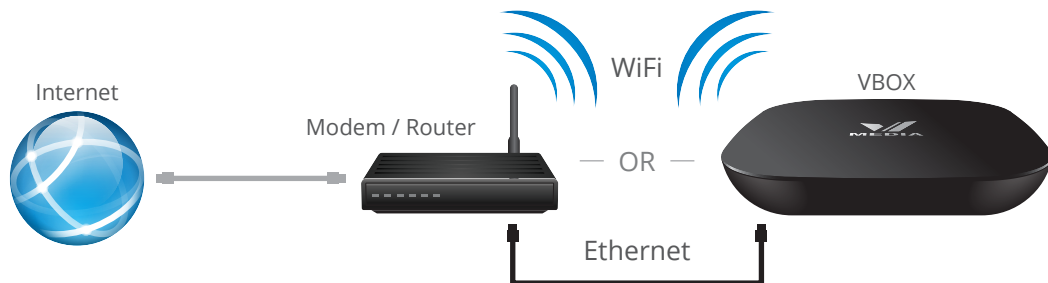 Internet
Modem / Router
WiFi
OR
Ethernet
VBOX
MEDIA